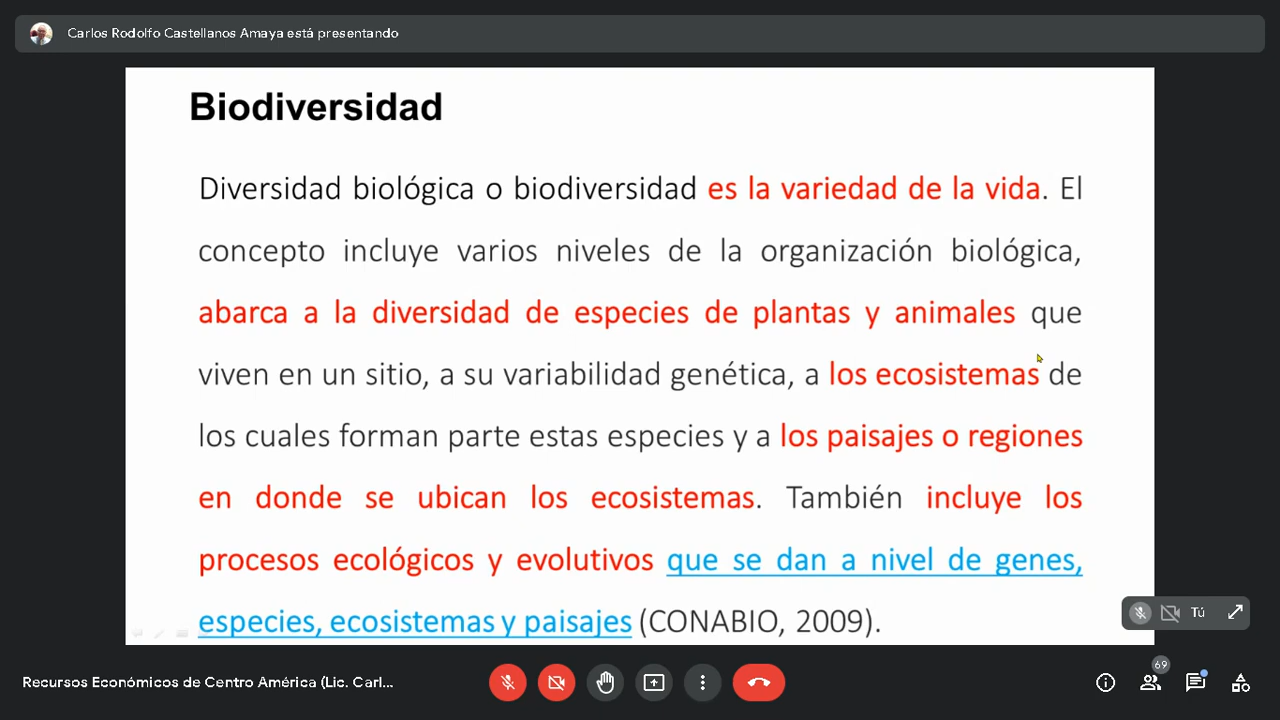 Carlos Rodolfo Castellanos Amaya está presentando
Biodiversidad
Diversidad biológica o biodiversidad es la variedad de la vida. El
concepto incluye varios niveles de la organización biológica,
abarca a la diversidad de especies de plantas y animales que
viven en un sitio, a su variabilidad genética, a los ecosistemas de
los cuales forman parte estas especies y a los paisajes o regiones
en donde se ubican los ecosistemas. También incluye los
procesos ecológicos y evolutivos que se dan a nivel de genes,
especies, ecosistemas y paisajes (CONABIO, 2009).
Tú
Recursos Económicos de Centro América (Lic. Carl...
69